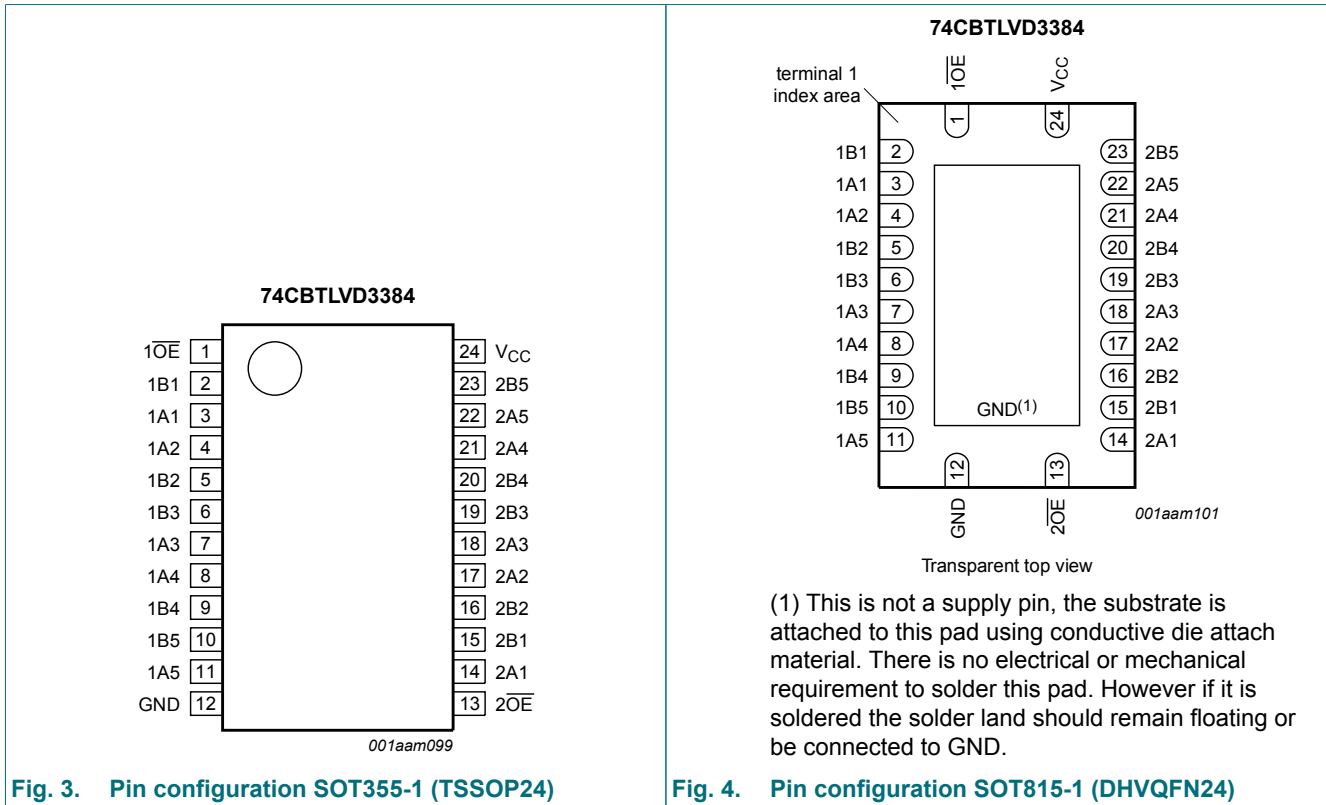 74CBTLVD3384
1OE 1 24 VCC
1B1 2 23 2B5
1A1 3 22 2A5
1A2 4 21 2A4
1B2 5 20 2B4
1B3 6 19 2B3
1A3 7 18 2A3
1A4 8 17 2A2
1B4 9 16 2B2
1B5 10 15 2B1
1A5 11 14 2A1
GND 12 13 2OE
001aam099
Fig. 3. Pin configuration SOT355-1 (TSSOP24)
74CBTLVD3384
terminal 1
index area
1OE VCC
1 24
1B1 2 23 2B5
1A1 3 22 2A5
1A2 4 21 2A4
1B2 5 20 2B4
1B3 6 19 2B3
1A3 7 18 2A3
1A4 8 17 2A2
1B4 9 16 2B2
1B5 10 GND(1) 15 2B1
1A5 11 14 2A1
12 13
GND 2OE
001aam101
Transparent top view
(1) This is not a supply pin, the substrate is
attached to this pad using conductive die attach
material. There is no electrical or mechanical
requirement to solder this pad. However if it is
soldered the solder land should remain floating or
be connected to GND.
Fig. 4. Pin configuration SOT815-1 (DHVQFN24)